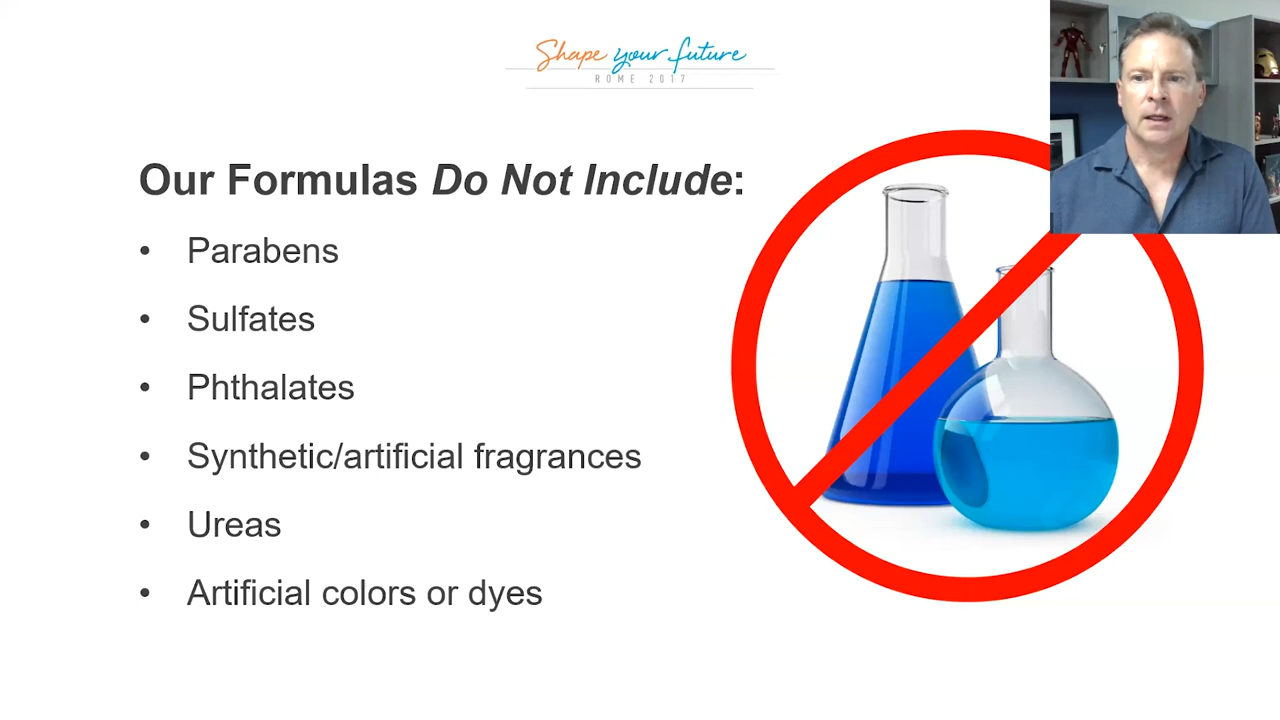 Shape your future
ROME 2017
Our Formulas Do Not Include:
• Parabens
• Sulfates
• Phthalates
• Synthetic/artificial fragrances
• Ureas
• Artificial colors or dyes